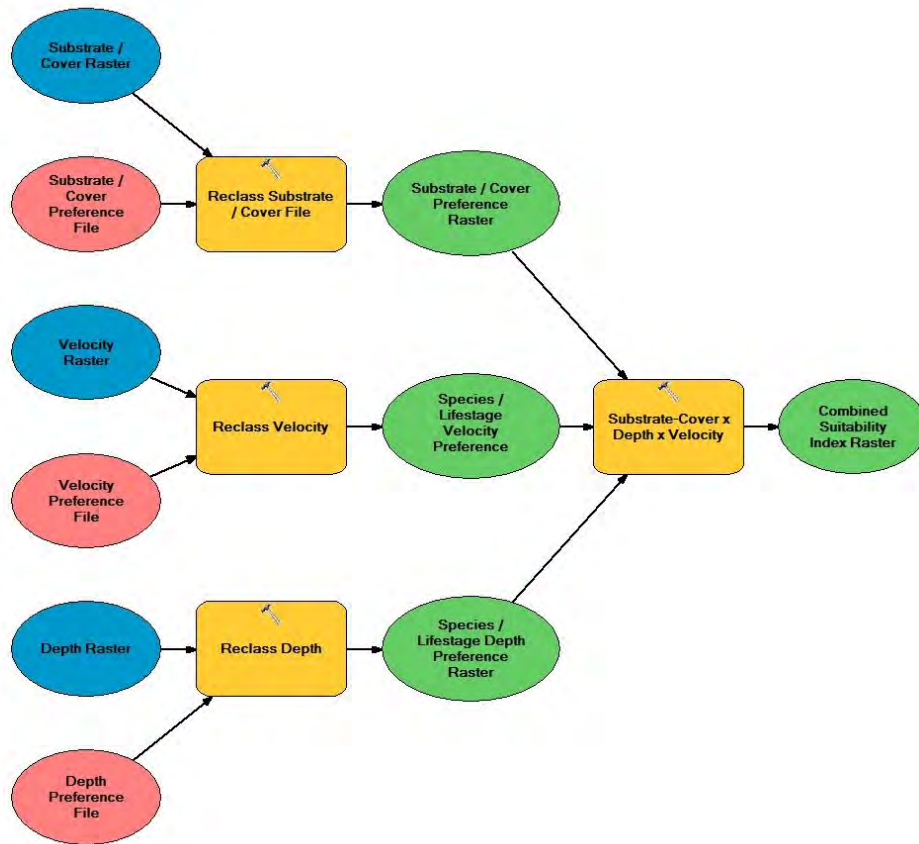 Substrate /
Cover Raster
Substrate /
Cover
Preference
File
Reclass Substrate
/ Cover File
Substrate / Cover
Preference
Raster
Velocity
Raster
Velocity
Preference
File
Reclass Velocity
Species /
Lifestage
Velocity
Preference
Substrate-Cover x
Depth x Velocity
Combined
Suitability
Index Raster
Depth Raster
Depth
Preference
File
Reclass Depth
Species /
Lifestage Depth
Preference
Raster